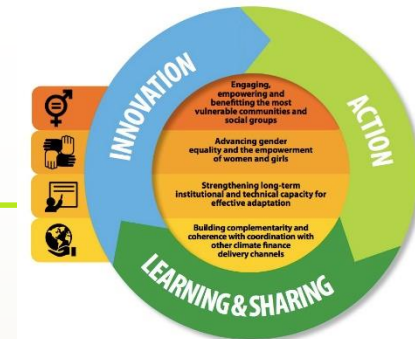 INNOVATION
ACTION
LEARNING & SHARING
Engaging,
empowering and
benefitting the most
vulnerable communities and
social groups
Advancing gender
equality and the empowerment
of women and girls
Strengthening long-term
institutional and technical capacity for
effective adaptation
Building complementarity and
coherence with coordination with
other climate finance
delivery channels